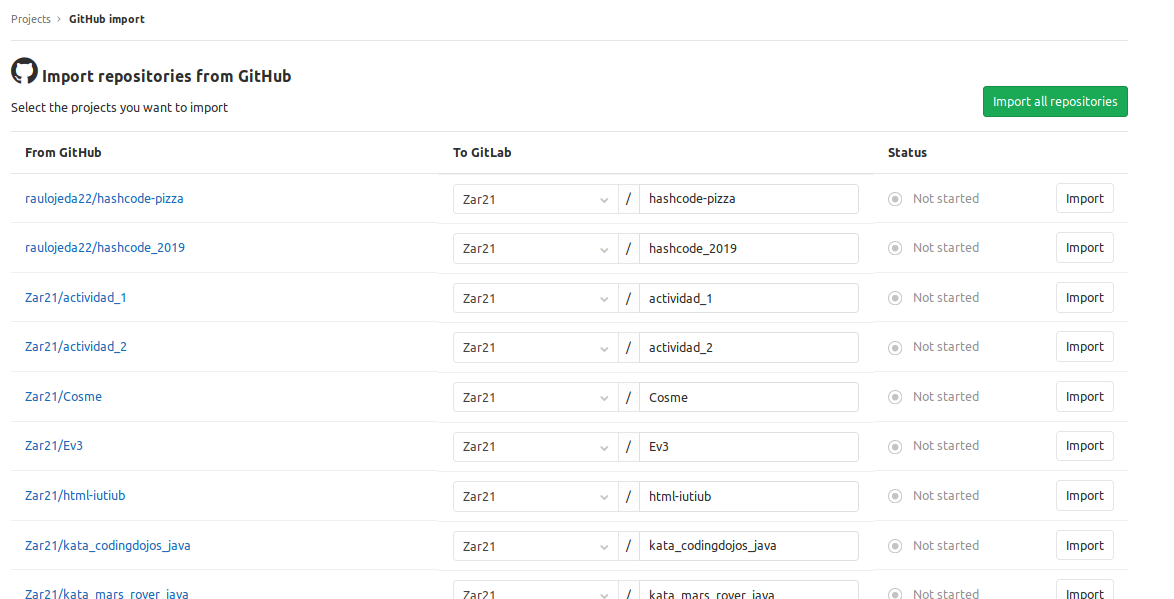 Projects › GitHub import
Import repositories from GitHub
Select the projects you want to import
Import all repositories
From GitHub To GitLab Status
raulojeda22/hashcode-pizza Zar21 / hashcode-pizza Not started Import
raulojeda22/hashcode_2019 Zar21 / hashcode_2019 Not started Import
Zar21/actividad_1 Zar21 / actividad_1 Not started Import
Zar21/actividad_2 Zar21 / actividad_2 Not started Import
Zar21/Cosme Zar21 / Cosme Not started Import
Zar21/Ev3 Zar21 / Ev3 Not started Import
Zar21/html-iutiub Zar21 / html-iutiub Not started Import
Zar21/kata_codingdojos_java Zar21 / kata_codingdojos_java Not started Import
Zar21/kata_mars_rover_java Zar21 / kata_mars_rover_java Not started Import